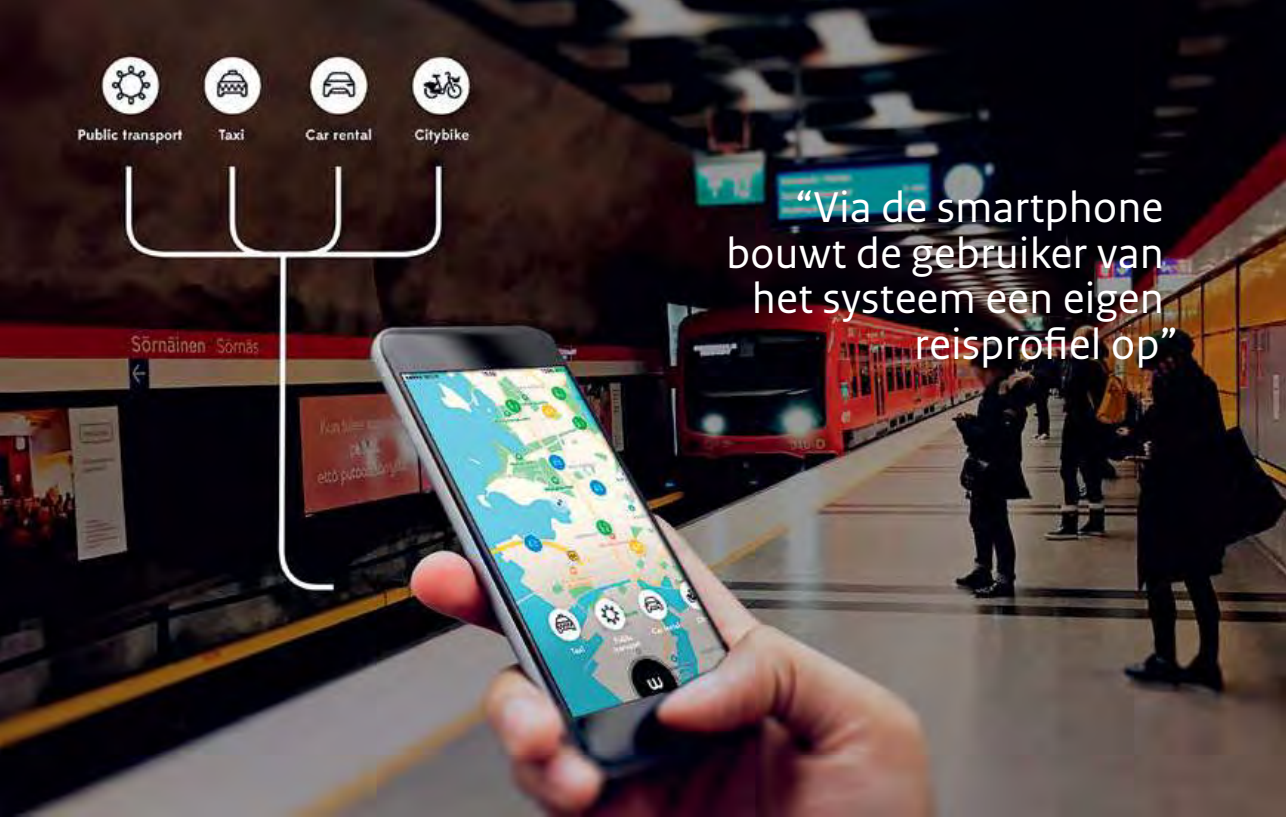 Public transport
Taxi
Car rental
Citybike
“Via de smartphone
bouwt de gebruiker van
het systeem een eigen
reisprofiel op”
Sörnäinen Sörnäs
Taxi
Public
transport
Car rental